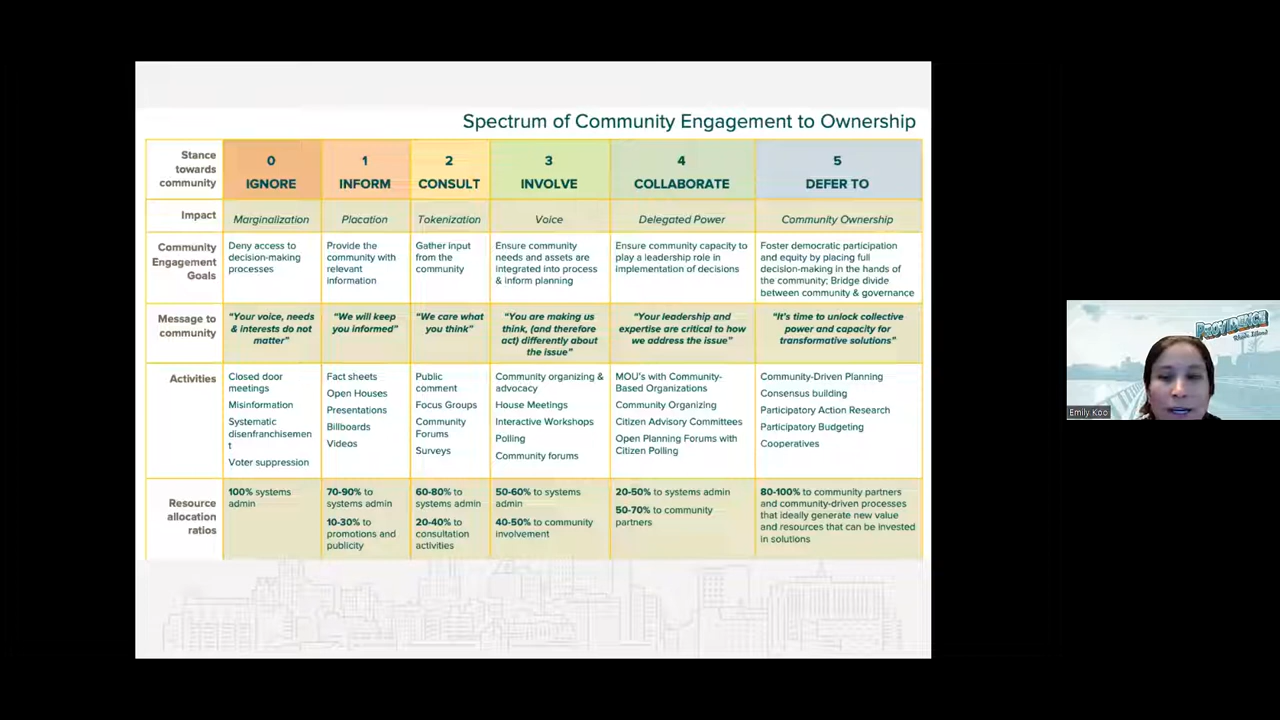 Spectrum of Community Engagement to Ownership
Stance
towards
community
0
IGNORE
1
INFORM
2
CONSULT
3
INVOLVE
4
COLLABORATE
5
DEFER TO
Impact
Marginalization
Placation
Tokenization
Voice
Delegated Power
Community Ownership
Community
Engagement
Goals
Deny access to
decision-making
processes
Provide the
community with
relevant
information
Gather input
from the
community
Ensure community
needs and assets are
integrated into process
& inform planning
Ensure community capacity to
play a leadership role in
implementation of decisions
Foster democratic participation
and equity by placing full
decision-making in the hands of
the community; Bridge divide
between community & governance
Message to
community
"Your voice, needs
& interests do not
matter"
"We will keep
you informed"
"We care what
you think"
"You are making us
think, (and therefore
act) differently about
the issue"
"Your leadership and
expertise are critical to how
we address the issue"
"It's time to unlock collective
power and capacity for
transformative solutions"
Activities
Closed door
meetings
Misinformation
Systematic
disenfranchisemen
t
Voter suppression
Fact sheets
Open Houses
Presentations
Billboards
Videos
Public
comment
Focus Groups
Community
Forums
Surveys
Community organizing &
advocacy
House Meetings
Interactive Workshops
Polling
Community forums
MOU's with Community-
Based Organizations
Community Organizing
Citizen Advisory Committees
Open Planning Forums with
Citizen Polling
Community-Driven Planning
Consensus building
Participatory Action Research
Participatory Budgeting
Cooperatives
Resource
allocation
ratios
100% systems
admin
70-90% to
systems admin
10-30% to
promotions and
publicity
60-80% to
systems admin
20-40% to
consultation
activities
50-60% to systems
admin
40-50% to community
involvement
20-50% to systems admin
50-70% to community
partners
80-100% to community partners
and community-driven processes
that ideally generate new value
and resources that can be invested
in solutions
PROVIDENCE
Rhode Island
Emily Koo